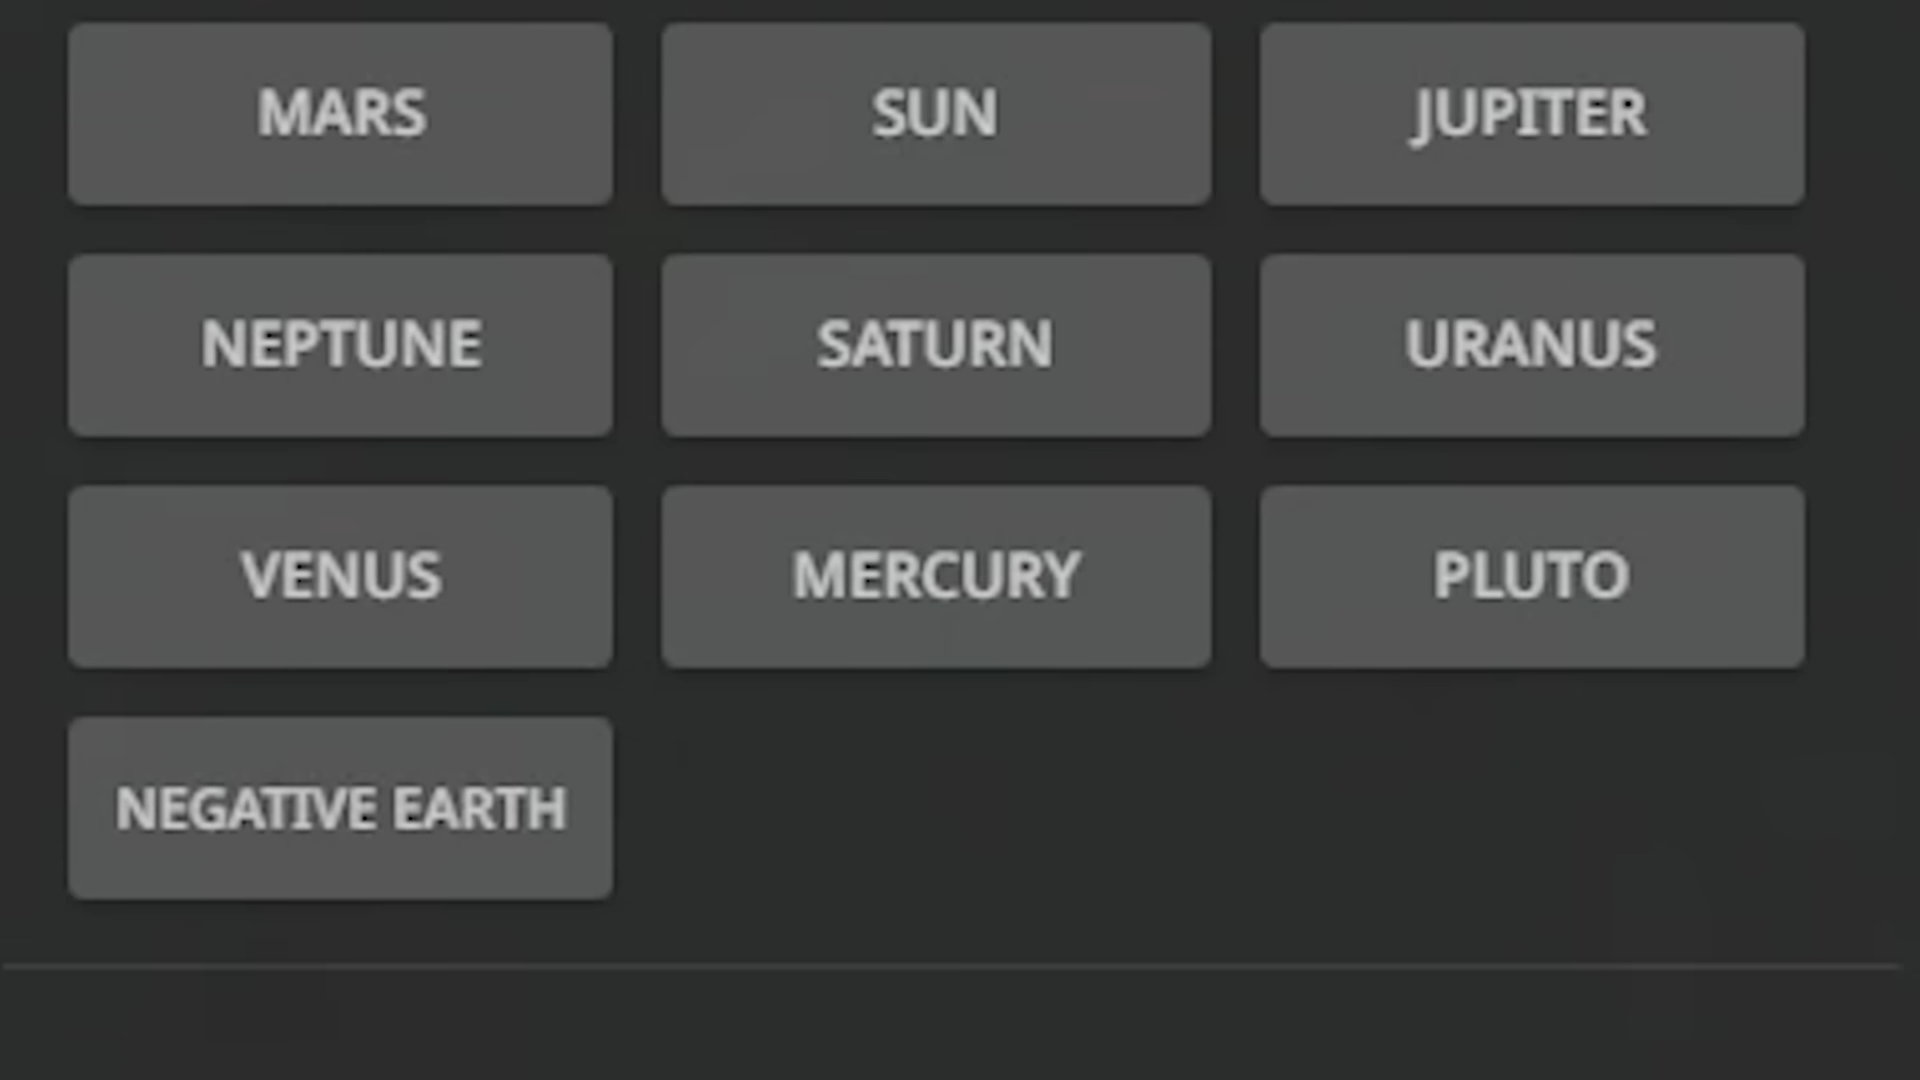 MARS SUN JUPITER
NEPTUNE SATURN URANUS
VENUS MERCURY PLUTO
NEGATIVE EARTH